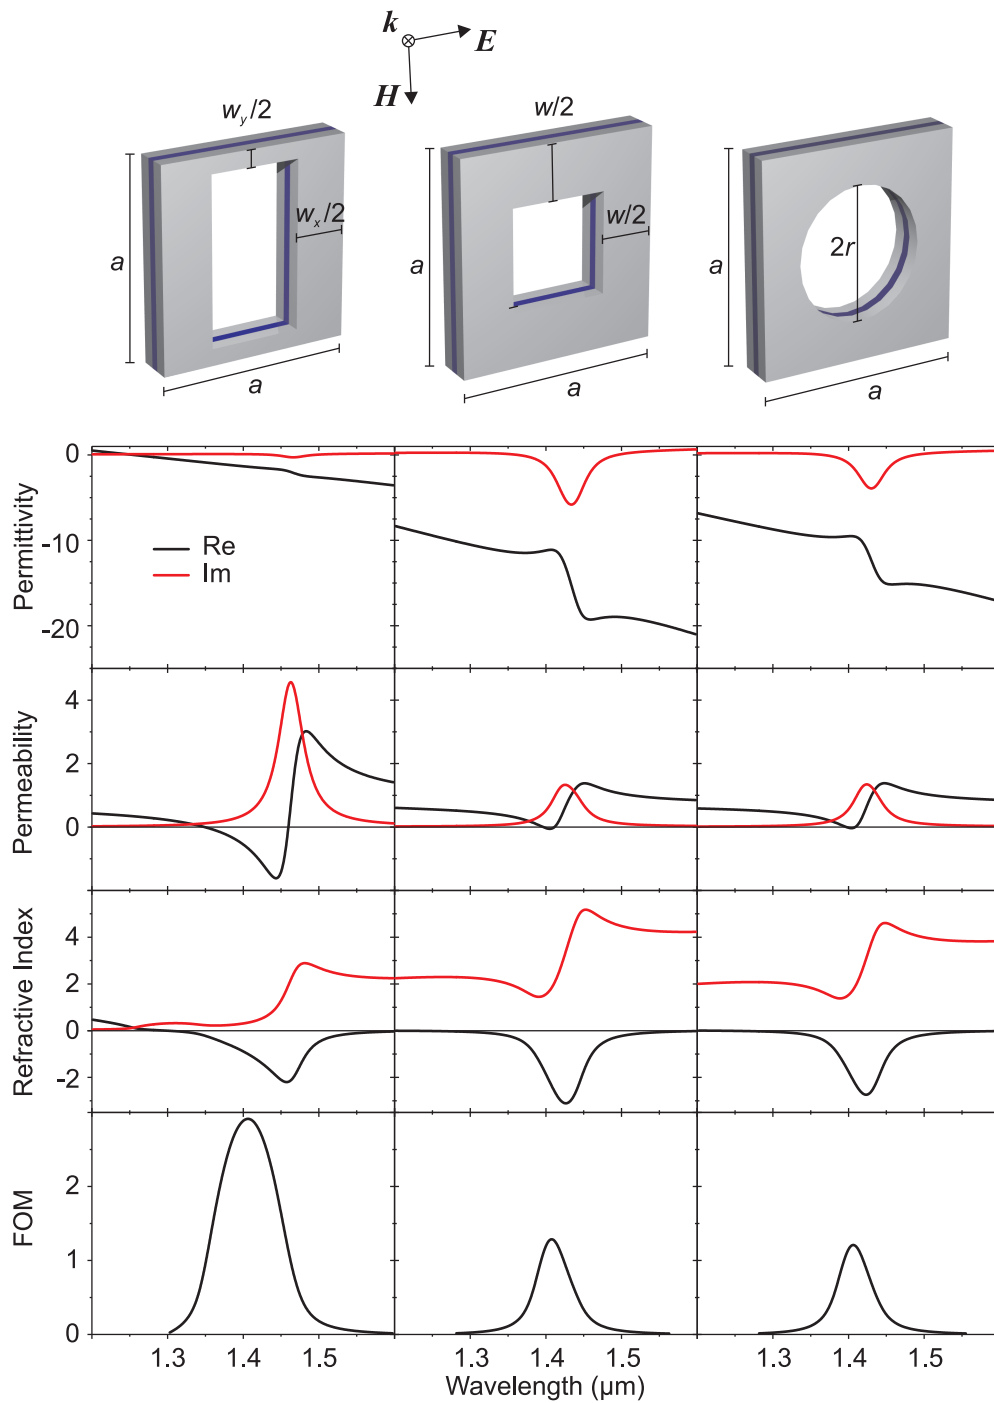 k
E
H
w_y/2
w/2
w_x/2
w/2
2r
a
a
a
a
a
a
0
-10
-20
Permittivity
Re
Im
4
2
0
Permeability
4
2
0
-2
Refractive Index
2
1
0
FOM
1.3 1.4 1.5 1.3 1.4 1.5 1.3 1.4 1.5
Wavelength (μm)